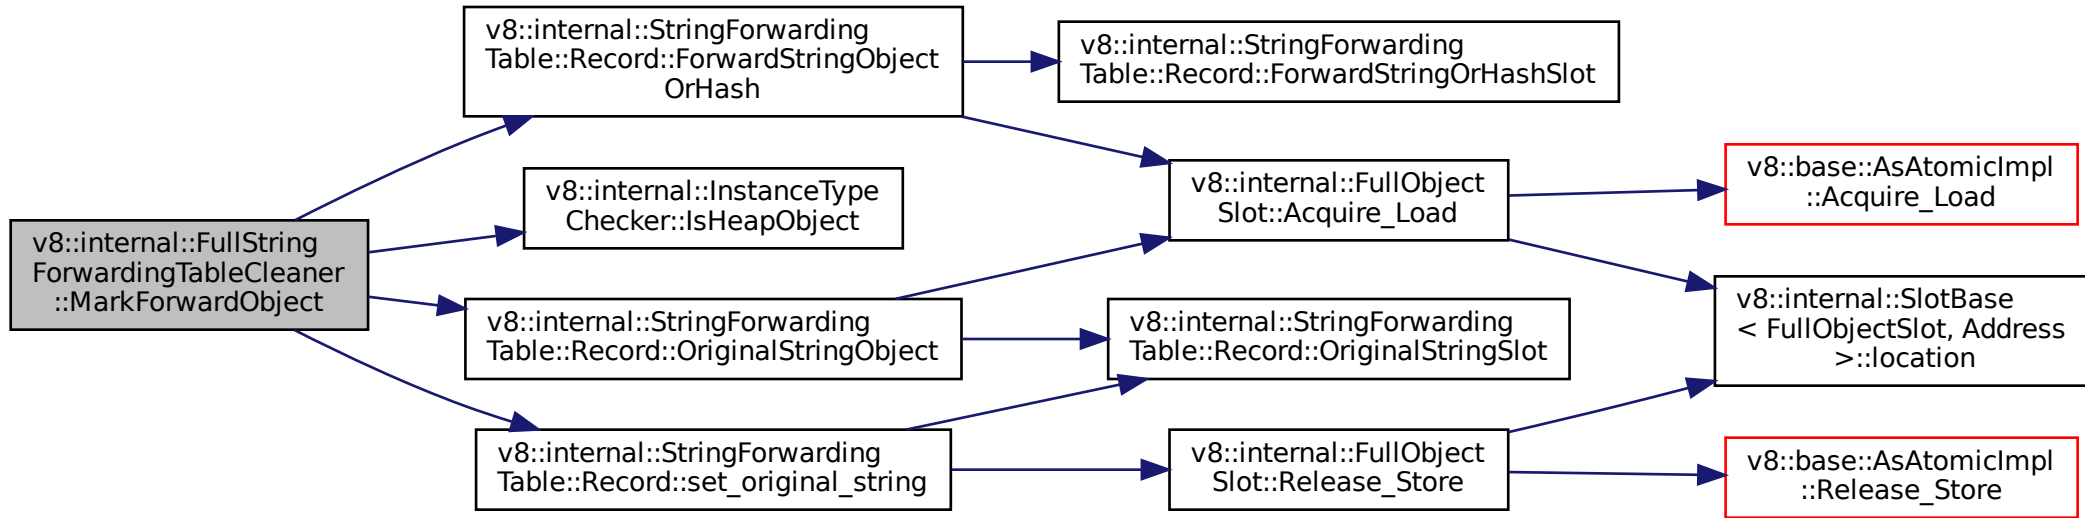 v8::internal::FullString
ForwardingTableCleaner
::MarkForwardObject
v8::internal::StringForwarding
Table::Record::ForwardStringObject
OrHash
v8::internal::StringForwarding
Table::Record::ForwardStringOrHashSlot
v8::internal::InstanceType
Checker::IsHeapObject
v8::internal::FullObject
Slot::Acquire_Load
v8::base::AsAtomicImpl
::Acquire_Load
v8::internal::SlotBase
< FullObjectSlot, Address
>::location
v8::internal::StringForwarding
Table::Record::OriginalStringObject
v8::internal::StringForwarding
Table::Record::OriginalStringSlot
v8::internal::StringForwarding
Table::Record::set_original_string
v8::internal::FullObject
Slot::Release_Store
v8::base::AsAtomicImpl
::Release_Store